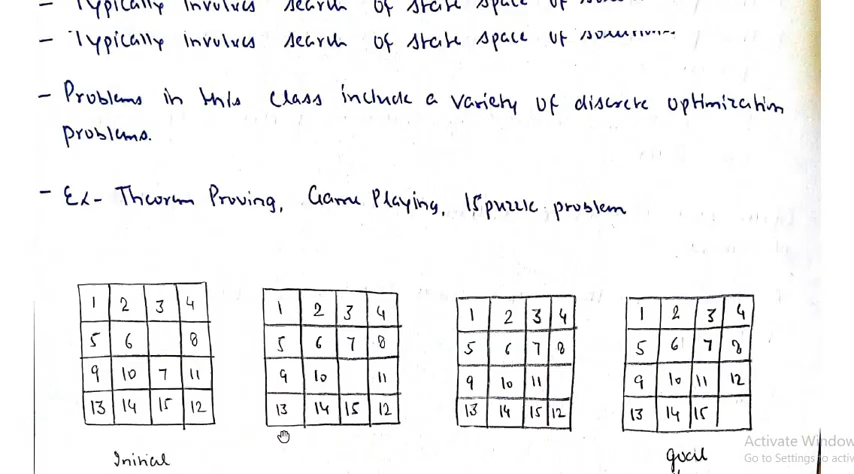 - Typically involves search of state space of
- Typically involves search of state space of solutions
- Problems in this class include a variety of discrete optimization
problems.
- Ex- Theorem Proving, Game Playing, 15 puzzle problem
1 2 3 4
5 6 8
9 10 7 11
13 14 15 12
Initial
1 2 3 4
5 6 7 8
9 10 11
13 14 15 12
1 2 3 4
5 6 7 8
9 10 11
13 14 15 12
1 2 3 4
5 6 7 8
9 10 11 12
13 14 15
goal
Activate Window
Go to Settings to activ